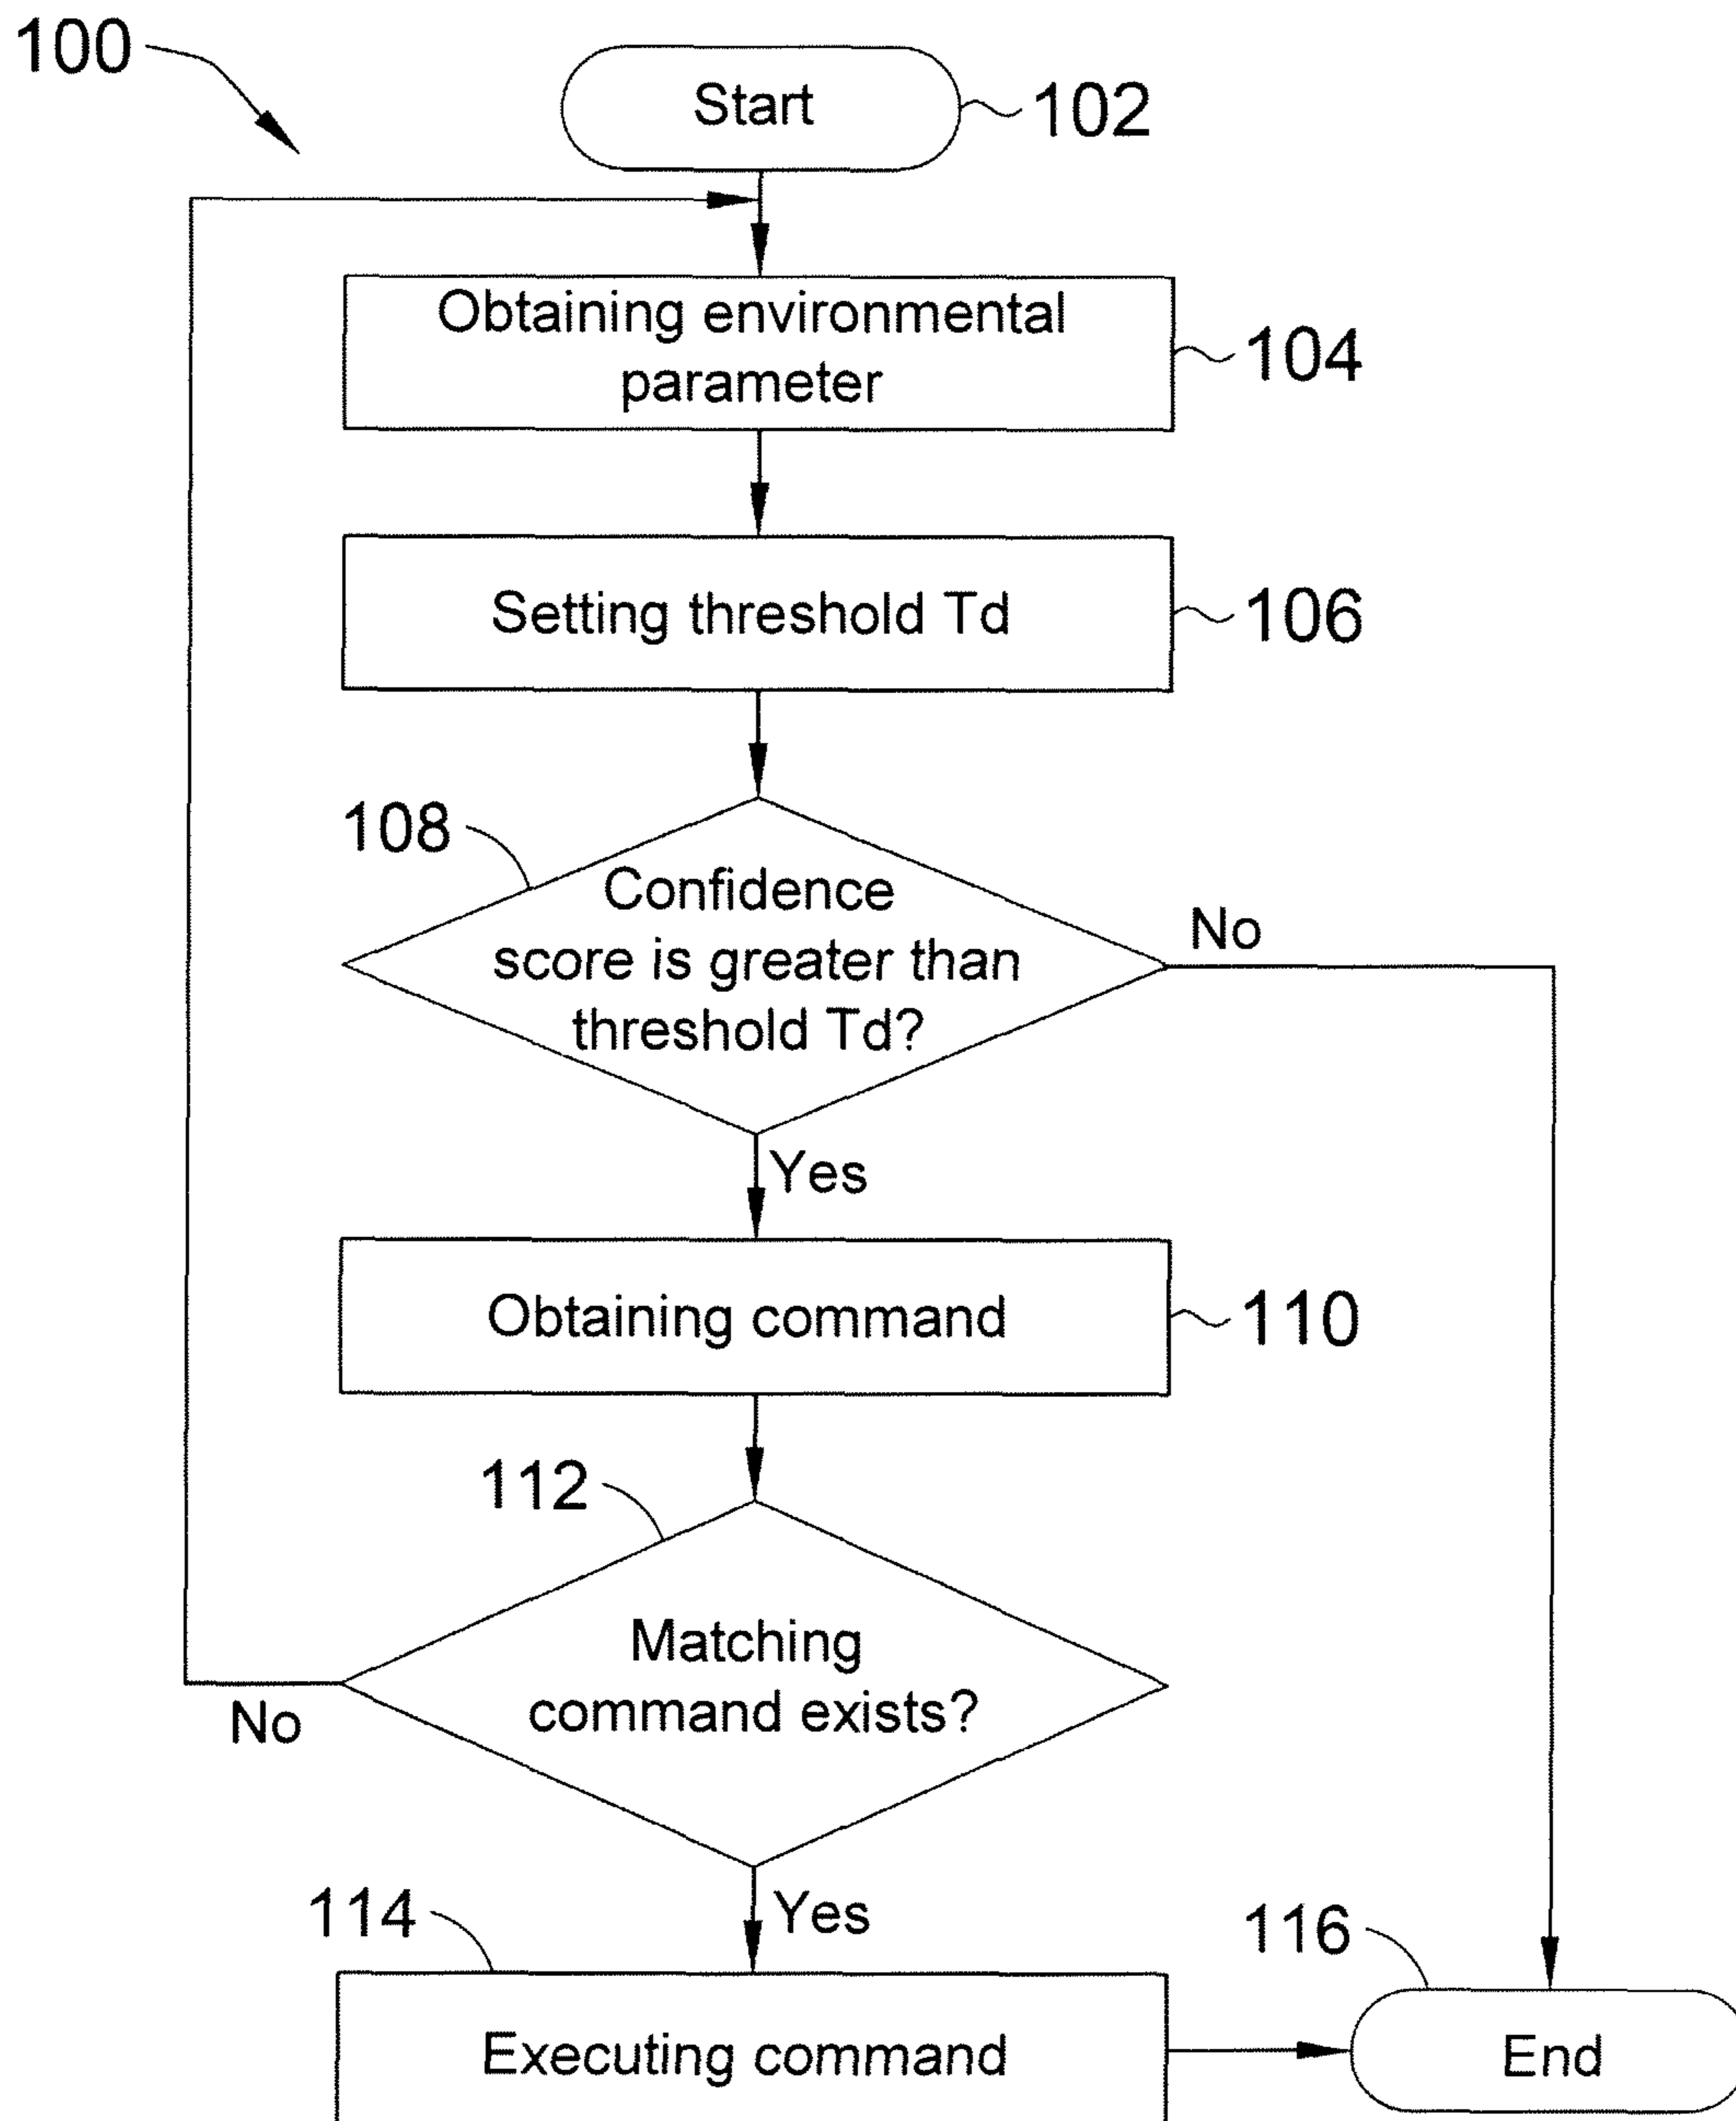 100
Start
102
Obtaining environmental
parameter
104
Setting threshold Td
106
108
Confidence
score is greater than
threshold Td?
No
Yes
Obtaining command
110
112
Matching
command exists?
No
Yes
114
116
Executing command
End